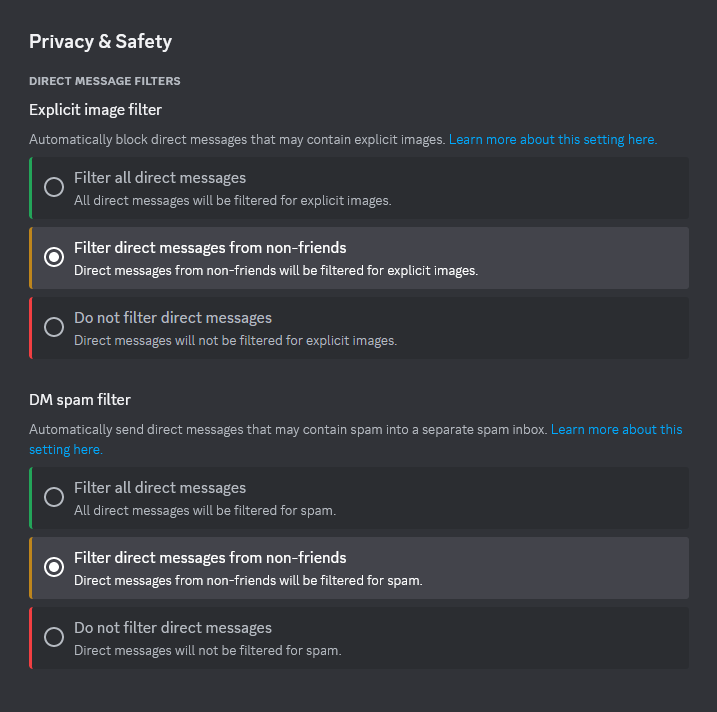 Privacy & Safety
DIRECT MESSAGE FILTERS
Explicit image filter
Automatically block direct messages that may contain explicit images. Learn more about this setting here.
Filter all direct messages
All direct messages will be filtered for explicit images.
Filter direct messages from non-friends
Direct messages from non-friends will be filtered for explicit images.
Do not filter direct messages
Direct messages will not be filtered for explicit images.
DM spam filter
Automatically send direct messages that may contain spam into a separate spam inbox. Learn more about this
setting here.
Filter all direct messages
All direct messages will be filtered for spam.
Filter direct messages from non-friends
Direct messages from non-friends will be filtered for spam.
Do not filter direct messages
Direct messages will not be filtered for spam.